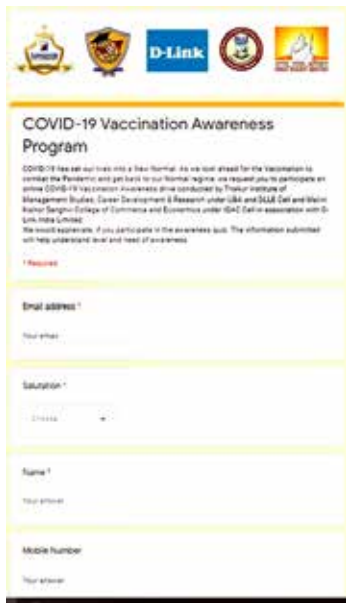 D-Link
COVID-19 Vaccination Awareness
Program
COVID-19 has set our lives into a New Normal. As we look ahead for the Vaccination to
combat the Pandemic and get back to our Normal regime, we request you to participate an
online COVID-19 Vaccination Awareness drive conducted by Thakur Institute of
Management Studies, Career Development & Research under UBA and DLLE Cell and
Kishor Sanghvi College of Commerce and Economics under IQAC Cell in association with D-
Link India Limited.
We would appreciate, if you participate in the awareness quiz. The information submitted
will help understand level and need of awareness.
* Required
Email address *
Your email
Salutation *
Choose
Name *
Your answer
Mobile Number
Your answer